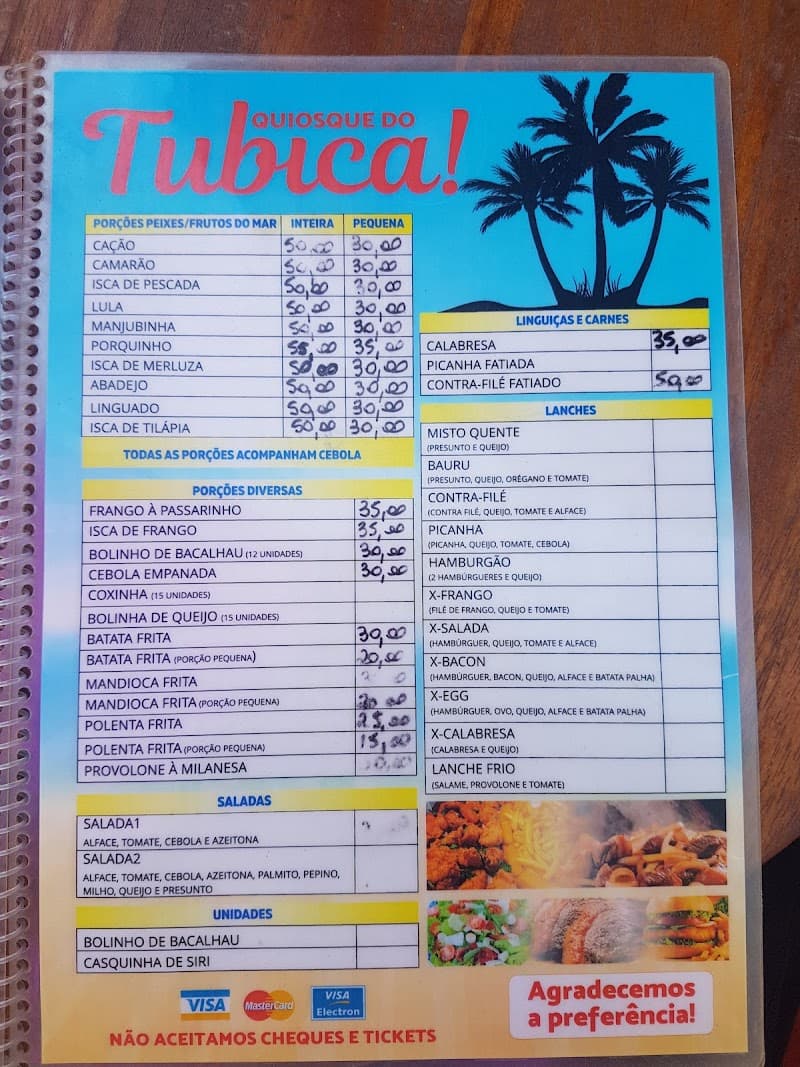 QUIOSQUE DO
Tubica!
PORÇÕES PEIXES/FRUTOS DO MAR INTEIRA PEQUENA
CAÇÃO 50,00 30,00
CAMARÃO 50,00 30,00
ISCA DE PESCADA 50,00 30,00
LULA 50,00 30,00
MANJUBINHA 50,00 30,00
PORQUINHO 55,00 35,00
ISCA DE MERLUZA 50,00 30,00
ABADEJO 50,00 30,00
LINGUADO 50,00 30,00
ISCA DE TILÁPIA 50,00 30,00
TODAS AS PORÇÕES ACOMPANHAM CEBOLA
PORÇÕES DIVERSAS
FRANGO À PASSARINHO 35,00
ISCA DE FRANGO 35,00
BOLINHO DE BACALHAU (12 UNIDADES) 30,00
CEBOLA EMPANADA 30,00
COXINHA (15 UNIDADES)
BOLINHA DE QUEIJO (15 UNIDADES)
BATATA FRITA 30,00
BATATA FRITA (PORÇÃO PEQUENA) 20,00
MANDIOCA FRITA
MANDIOCA FRITA (PORÇÃO PEQUENA) 20,00
POLENTA FRITA 25,00
POLENTA FRITA (PORÇÃO PEQUENA) 15,00
PROVOLONE À MILANESA
SALADAS
SALADA1
ALFACE, TOMATE, CEBOLA E AZEITONA
SALADA2
ALFACE, TOMATE, CEBOLA, AZEITONA, PALMITO, PEPINO,
MILHO, QUEIJO E PRESUNTO
UNIDADES
BOLINHO DE BACALHAU
CASQUINHA DE SIRI
LINGUIÇAS E CARNES
CALABRESA 35,00
PICANHA FATIADA
CONTRA-FILÉ FATIADO 50,00
LANCHES
MISTO QUENTE
(PRESUNTO E QUEIJO)
BAURU
(PRESUNTO, QUEIJO, ORÉGANO E TOMATE)
CONTRA-FILÉ
(CONTRA FILÉ, QUEIJO, TOMATE E ALFACE)
PICANHA
(PICANHA, QUEIJO, TOMATE, CEBOLA)
HAMBURGÃO
(2 HAMBÚRGUERES E QUEIJO)
X-FRANGO
(FILÉ DE FRANGO, QUEIJO E TOMATE)
X-SALADA
(HAMBÚRGUER, QUEIJO, TOMATE E ALFACE)
X-BACON
(HAMBÚRGUER, BACON, QUEIJO, ALFACE E BATATA PALHA)
X-EGG
(HAMBÚRGUER, OVO, QUEIJO, ALFACE E BATATA PALHA)
X-CALABRESA
(CALABRESA E QUEIJO)
LANCHE FRIO
(SALAME, PROVOLONE E TOMATE)
VISA MasterCard VISA Electron
NÃO ACEITAMOS CHEQUES E TICKETS
Agradecemos
a preferência!